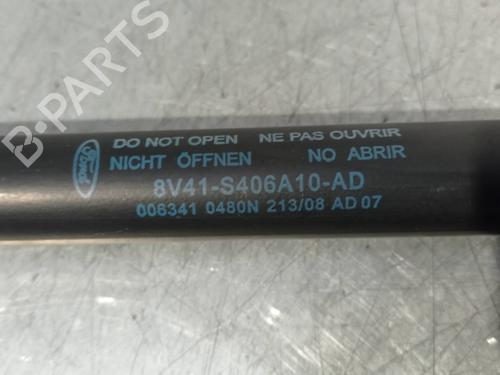 DO NOT OPEN NE PAS OUVRIR
Ford
NICHT ÖFFNEN NO ABRIR
8V41-S406A10-AD
006341 0480N 213/08 AD 07
B-PARTS